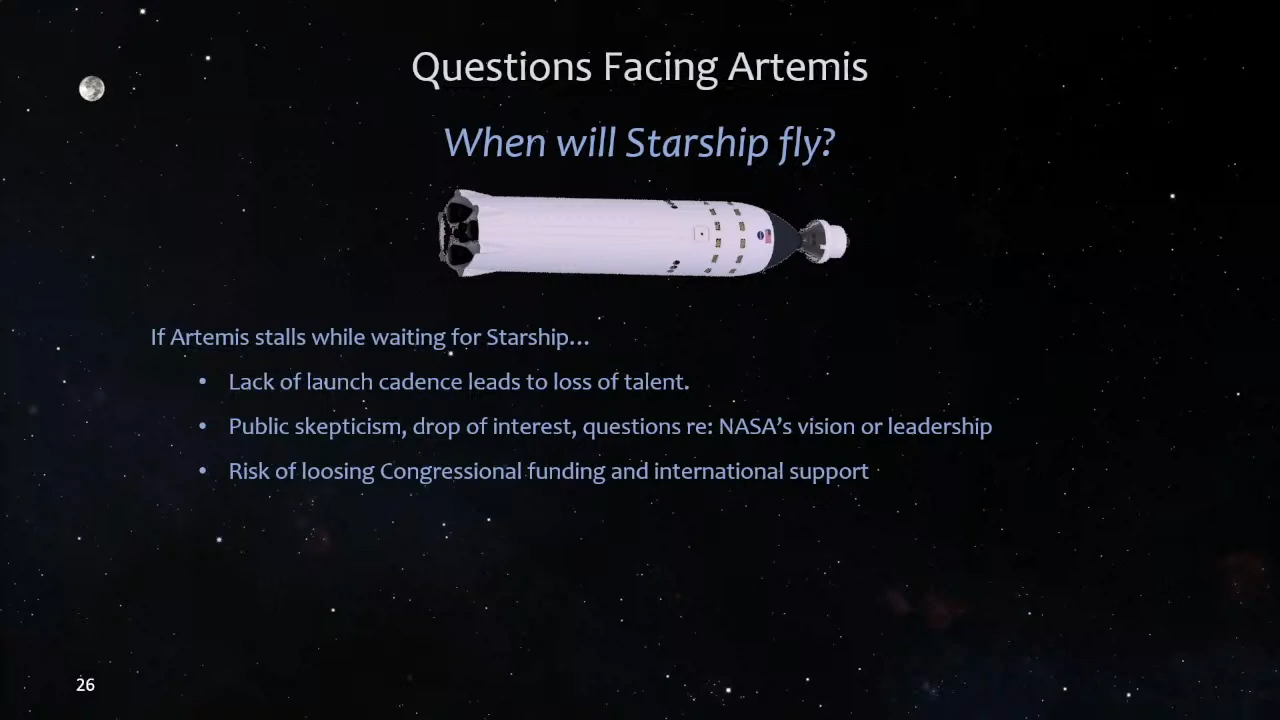 Questions Facing Artemis
When will Starship fly?
If Artemis stalls while waiting for Starship…
• Lack of launch cadence leads to loss of talent.
• Public skepticism, drop of interest, questions re: NASA’s vision or leadership
• Risk of loosing Congressional funding and international support
26